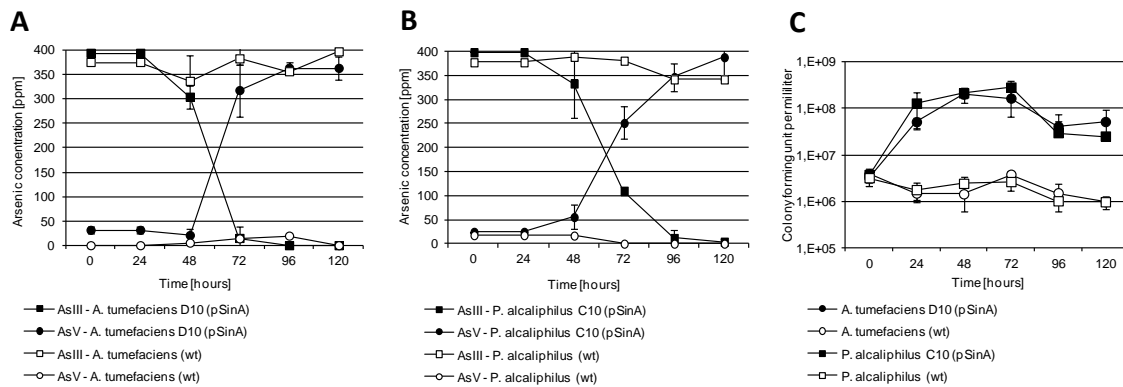 A
Arsenic conentration [ppm]
400
350
300
250
200
150
100
50
0
0 24 48 72 96 120
Time [hours]
AsIII - A. tumefaciens D10 (pSinA)
AsV - A. tumefaciens D10 (pSinA)
AsIII - A. tumefaciens (wt)
AsV - A. tumefaciens (wt)
B
Arsenic concentration [ppm]
400
350
300
250
200
150
100
50
0
0 24 48 72 96 120
Time [hours]
AsIII - P. alcaliphilus C10 (pSinA)
AsV - P. alcaliphilus C10 (pSinA)
AsIII - P. alcaliphilus (wt)
AsV - P. alcaliphilus (wt)
C
Colony forming unit per mililiter
1,E+09
1,E+08
1,E+07
1,E+06
1,E+05
0 24 48 72 96 120
Time [hours]
A. tumefaciens D10 (pSinA)
A. tumefaciens (wt)
P. alcaliphilus C10 (pSinA)
P. alcaliphilus (wt)